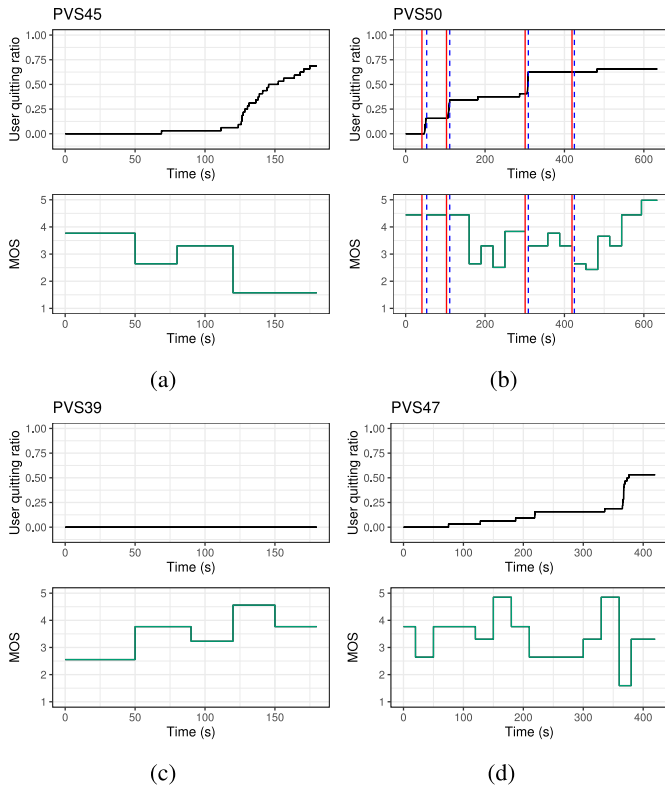 PVS45
PVS50
User quitting ratio
1.00
0.75
0.50
0.25
0.00
0 50 100 150
Time (s)
User quitting ratio
1.00
0.75
0.50
0.25
0.00
0 200 400 600
Time (s)
MOS
5
4
3
2
1
0 50 100 150
Time (s)
MOS
5
4
3
2
1
0 200 400 600
Time (s)
(a)
(b)
PVS39
PVS47
User quitting ratio
1.00
0.75
0.50
0.25
0.00
0 50 100 150
Time (s)
User quitting ratio
1.00
0.75
0.50
0.25
0.00
0 100 200 300 400
Time (s)
MOS
5
4
3
2
1
0 50 100 150
Time (s)
MOS
5
4
3
2
1
0 100 200 300 400
Time (s)
(c)
(d)